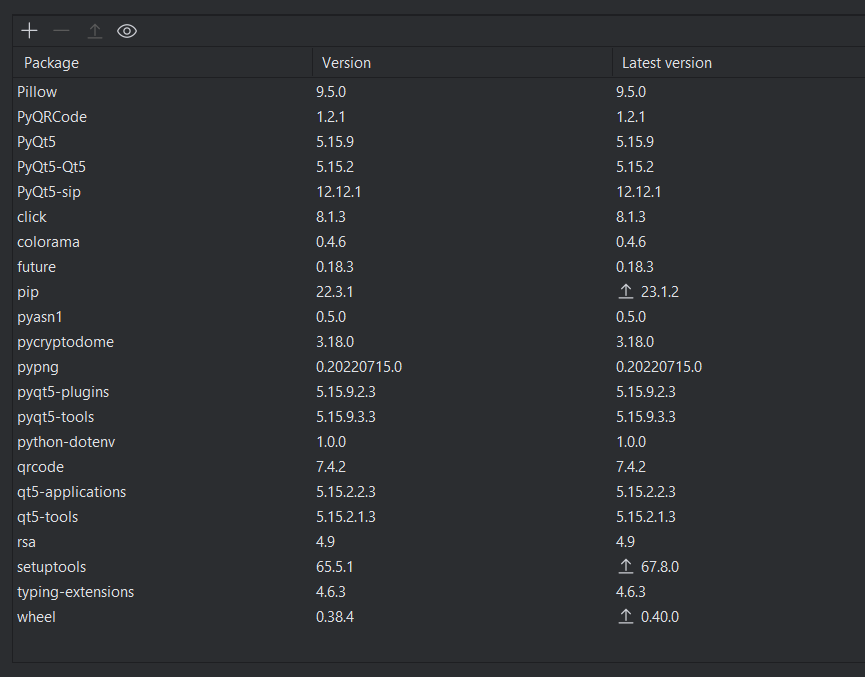 Package Version Latest version
Pillow 9.5.0 9.5.0
PyQRCode 1.2.1 1.2.1
PyQt5 5.15.9 5.15.9
PyQt5-Qt5 5.15.2 5.15.2
PyQt5-sip 12.12.1 12.12.1
click 8.1.3 8.1.3
colorama 0.4.6 0.4.6
future 0.18.3 0.18.3
pip 22.3.1 23.1.2
pyasn1 0.5.0 0.5.0
pycryptodome 3.18.0 3.18.0
pypng 0.20220715.0 0.20220715.0
pyqt5-plugins 5.15.9.2.3 5.15.9.2.3
pyqt5-tools 5.15.9.3.3 5.15.9.3.3
python-dotenv 1.0.0 1.0.0
qrcode 7.4.2 7.4.2
qt5-applications 5.15.2.2.3 5.15.2.2.3
qt5-tools 5.15.2.1.3 5.15.2.1.3
rsa 4.9 4.9
setuptools 65.5.1 67.8.0
typing-extensions 4.6.3 4.6.3
wheel 0.38.4 0.40.0